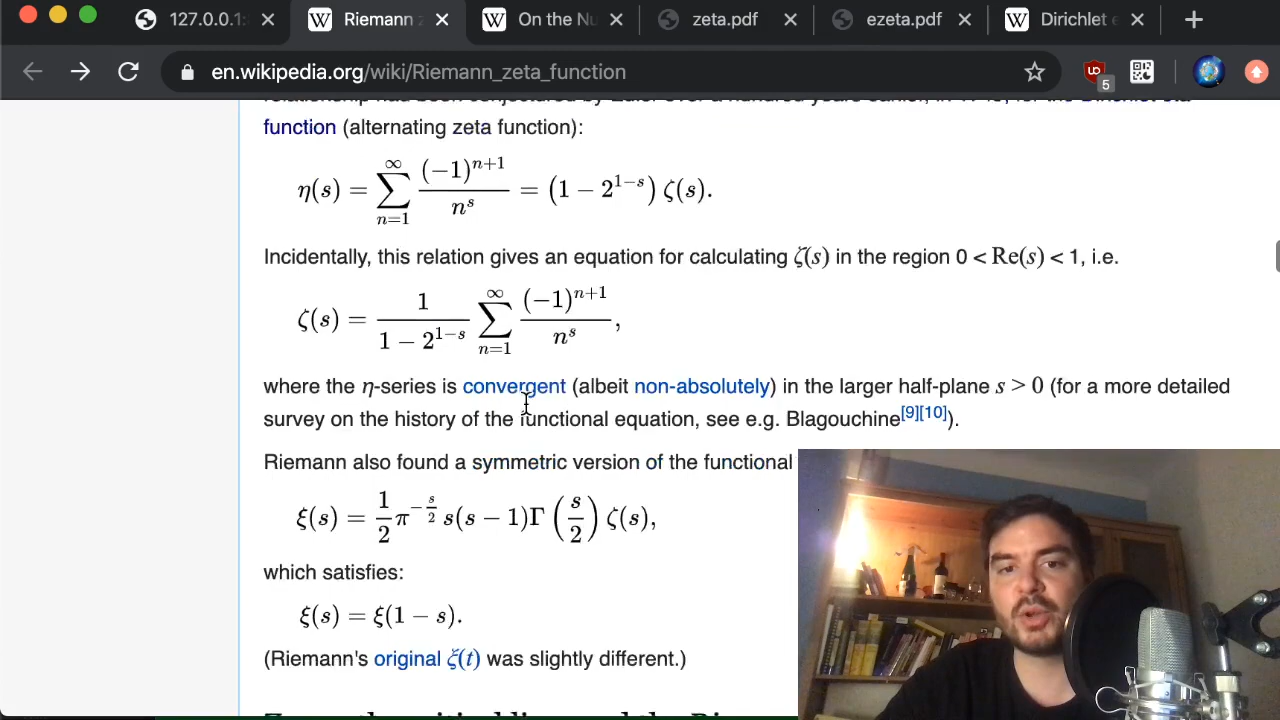 127.0.0.1:
Riemann z
On the Nu
zeta.pdf
ezeta.pdf
Dirichlet e
en.wikipedia.org/wiki/Riemann_zeta_function
5
function (alternating zeta function):
η(s) = ∑_{n=1}^{∞} (−1)^{n+1} / n^s = (1 − 2^{1−s}) ζ(s).
Incidentally, this relation gives an equation for calculating ζ(s) in the region 0 < Re(s) < 1, i.e.
ζ(s) = 1 / (1 − 2^{1−s}) ∑_{n=1}^{∞} (−1)^{n+1} / n^s,
where the η-series is convergent (albeit non-absolutely) in the larger half-plane s > 0 (for a more detailed
survey on the history of the functional equation, see e.g. Blagouchine[9][10]).
Riemann also found a symmetric version of the functional
ξ(s) = 1/2 π^{−s/2} s(s − 1)Γ(s/2) ζ(s),
which satisfies:
ξ(s) = ξ(1 − s).
(Riemann's original ξ(t) was slightly different.)